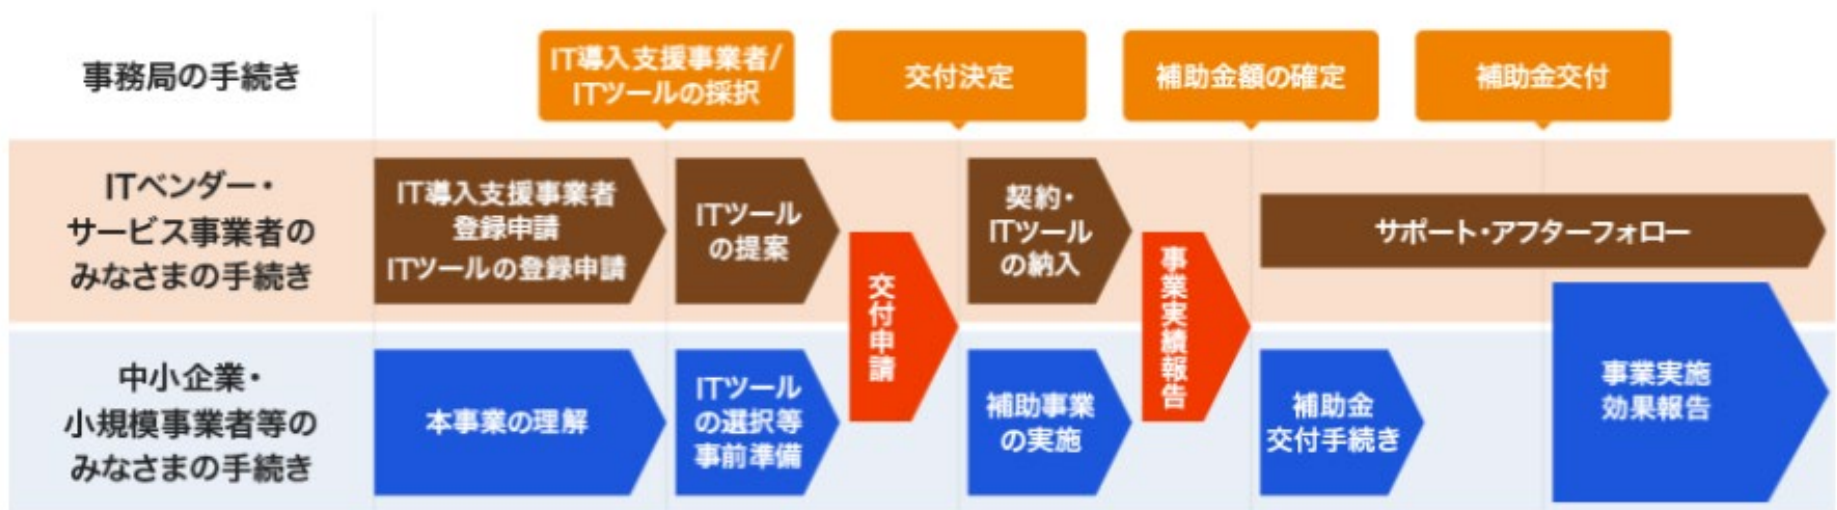 事務局の手続き
IT導入支援事業者/
ITツールの採択
交付決定
補助金額の確定
補助金交付
ITベンダー・
サービス事業者の
みなさまの手続き
IT導入支援事業者
登録申請
ITツールの登録申請
ITツール
の提案
交付申請
契約・
ITツール
の納入
事業実績報告
サポート・アフターフォロー
中小企業・
小規模事業者等の
みなさまの手続き
本事業の理解
ITツール
の選択等
事前準備
補助事業
の実施
補助金
交付手続き
事業実施
効果報告